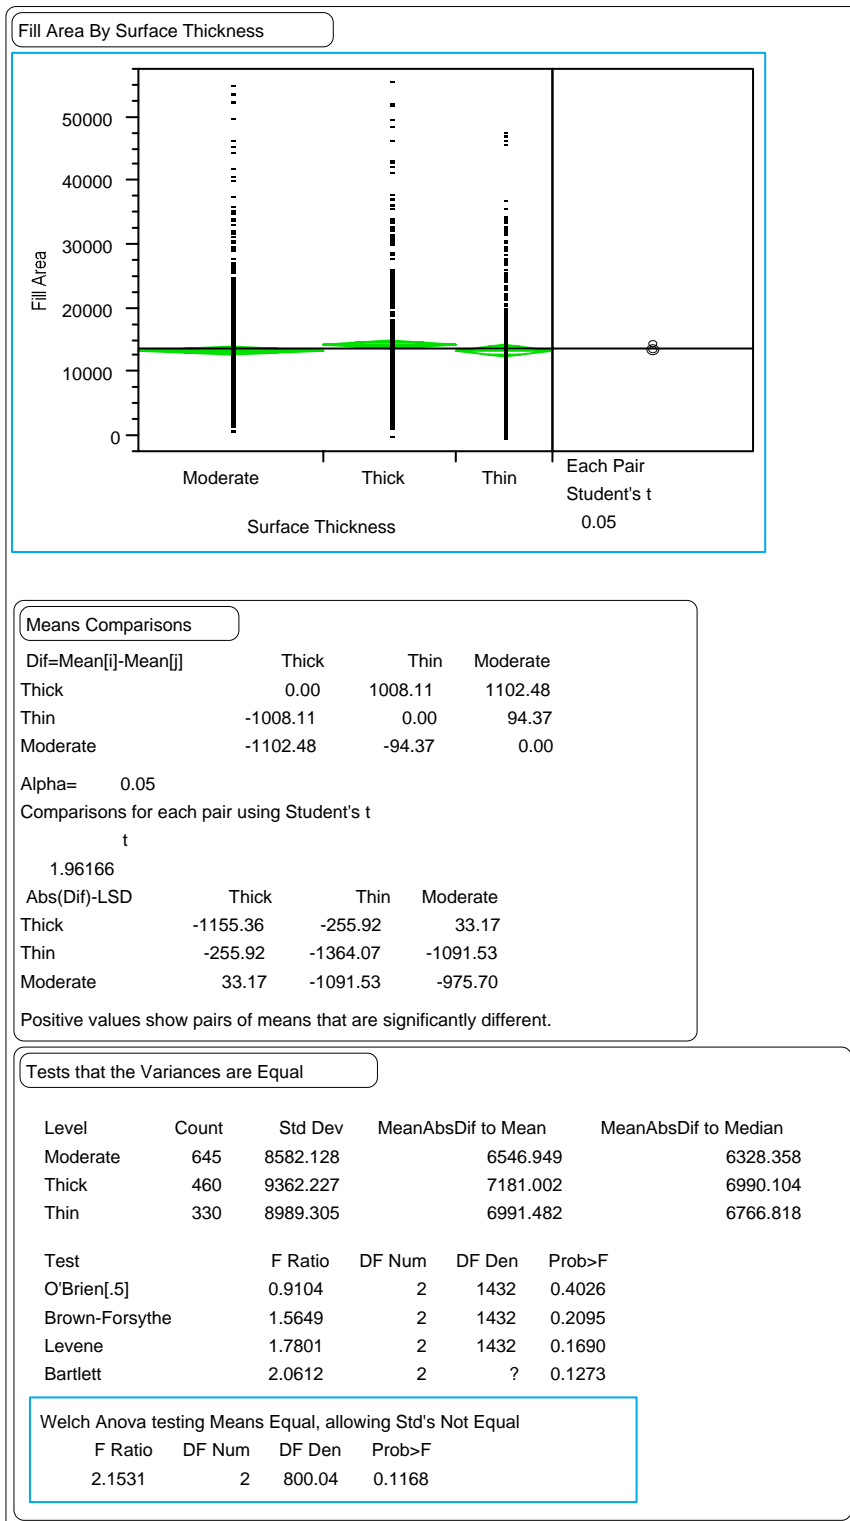 Fill Area By Surface Thickness
50000
40000
30000
20000
10000
0
Fill Area
Moderate Thick Thin
Each Pair
Student's t
0.05
Surface Thickness
Means Comparisons
Dif=Mean[i]-Mean[j] Thick Thin Moderate
Thick 0.00 1008.11 1102.48
Thin -1008.11 0.00 94.37
Moderate -1102.48 -94.37 0.00
Alpha= 0.05
Comparisons for each pair using Student's t
t
1.96166
Abs(Dif)-LSD Thick Thin Moderate
Thick -1155.36 -255.92 33.17
Thin -255.92 -1364.07 -1091.53
Moderate 33.17 -1091.53 -975.70
Positive values show pairs of means that are significantly different.
Tests that the Variances are Equal
Level Count Std Dev MeanAbsDif to Mean MeanAbsDif to Median
Moderate 645 8582.128 6546.949 6328.358
Thick 460 9362.227 7181.002 6990.104
Thin 330 8989.305 6991.482 6766.818
Test F Ratio DF Num DF Den Prob>F
O'Brien[.5] 0.9104 2 1432 0.4026
Brown-Forsythe 1.5649 2 1432 0.2095
Levene 1.7801 2 1432 0.1690
Bartlett 2.0612 2 ? 0.1273
Welch Anova testing Means Equal, allowing Std's Not Equal
F Ratio DF Num DF Den Prob>F
2.1531 2 800.04 0.1168